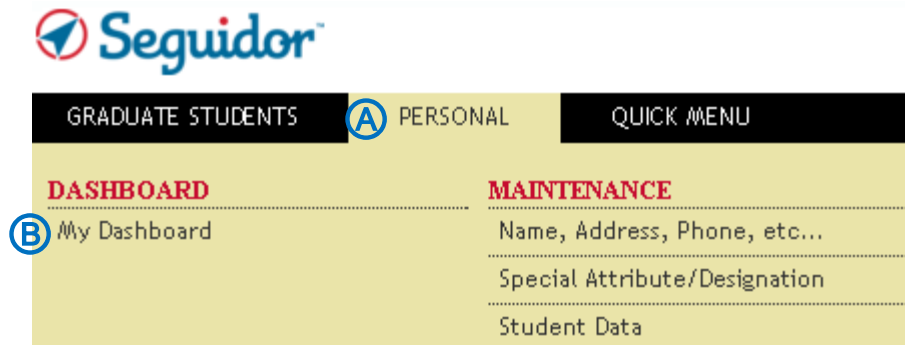 Seguidor™
GRADUATE STUDENTS
A PERSONAL
QUICK MENU
DASHBOARD
B My Dashboard
MAINTENANCE
Name, Address, Phone, etc...
Special Attribute/Designation
Student Data